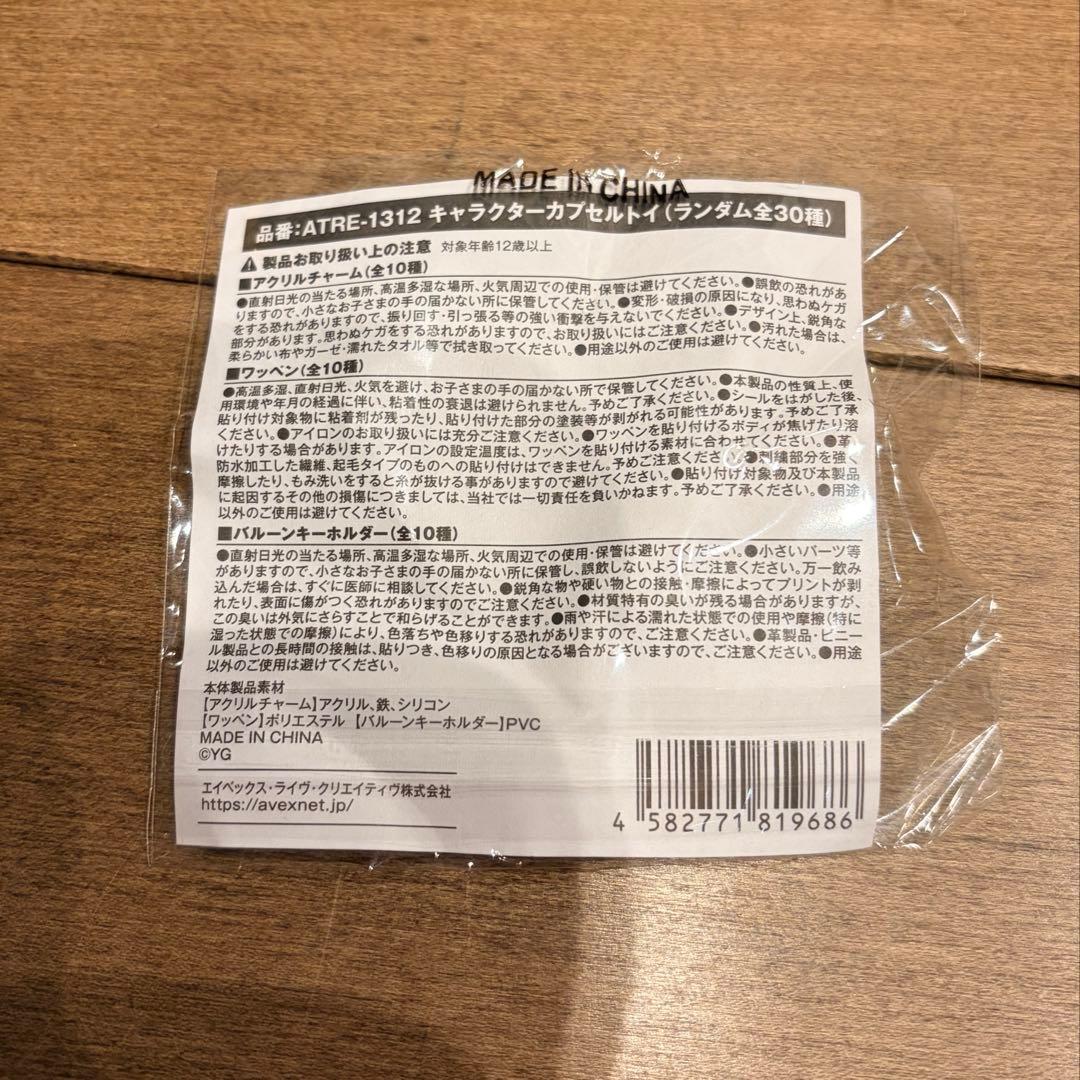 MADE IN CHINA
品番:ATRE-1312 キャラクターカプセルトイ(ランダム全30種)
⚠製品お取り扱い上の注意 対象年齢12歳以上
■アクリルチャーム(全10種)
●直射日光の当たる場所、高温多湿な場所、火気周辺での使用・保管は避けてください。●誤飲の恐れがあ
りますので、小さなお子さまの手の届かない所に保管してください。●変形・破損の原因になり、思わぬケガ
をする恐れがありますので、振り回す・引っ張る等の強い衝撃を与えないでください。●デザイン上、鋭角な
部分があります。思わぬケガをする恐れがありますので、お取り扱いにはご注意ください。●汚れた場合は、
柔らかい布やガーゼ・濡れたタオル等で拭き取ってください。●用途以外のご使用は避けてください。
■ワッペン(全10種)
●高温多湿、直射日光、火気を避け、お子さまの手の届かない所で保管してください。●本製品の性質上、使
用環境や年月の経過に伴い、粘着性の衰退は避けられません。予めご了承ください。●シールをはがした後、
貼り付け対象物に粘着剤が残ったり、貼り付けた部分の塗装等が剥がれる可能性があります。予めご了承
ください。●アイロンのお取り扱いには充分ご注意ください。●ワッペンを貼り付けるボディが焦げたり溶
けたりする場合があります。アイロンの設定温度は、ワッペンを貼り付ける素材に合わせてください。●革、
防水加工した繊維、起毛タイプのものへの貼り付けはできません。予めご注意ください。●刺繍部分を強く
摩擦したり、もみ洗いをすると糸が抜ける事がありますので避けてください。●貼り付け対象物及び本製品
に起因するその他の損傷につきましては、当社では一切責任を負いかねます。予めご了承ください。●用途
以外のご使用は避けてください。
■バルーンキーホルダー(全10種)
●直射日光の当たる場所、高温多湿な場所、火気周辺での使用・保管は避けてください。●小さいパーツ等
がありますので、小さなお子さまの手の届かない所に保管し、誤飲しないようにご注意ください。万一飲み
込んだ場合は、すぐに医師に相談してください。●鋭角な物や硬い物との接触・摩擦によってプリントが剥
れたり、表面に傷がつく恐れがありますのでご注意ください。●材質特有の臭いが残る場合がありますが、
この臭いは外気にさらすことで和らげることができます。●雨や汗による濡れた状態での使用や摩擦(特に
湿った状態での摩擦)により、色落ちや色移りする恐れがありますので、ご注意ください。●革製品・ビニー
ル製品との長時間の接触は、貼りつき、色移りの原因となる場合がございますので、ご注意ください。●用途
以外のご使用は避けてください。
本体製品素材
【アクリルチャーム】アクリル、鉄、シリコン
【ワッペン】ポリエステル 【バルーンキーホルダー】PVC
MADE IN CHINA
©YG
エイベックス・ライヴ・クリエイティヴ株式会社
https://avexnet.jp/
4 582771 819686